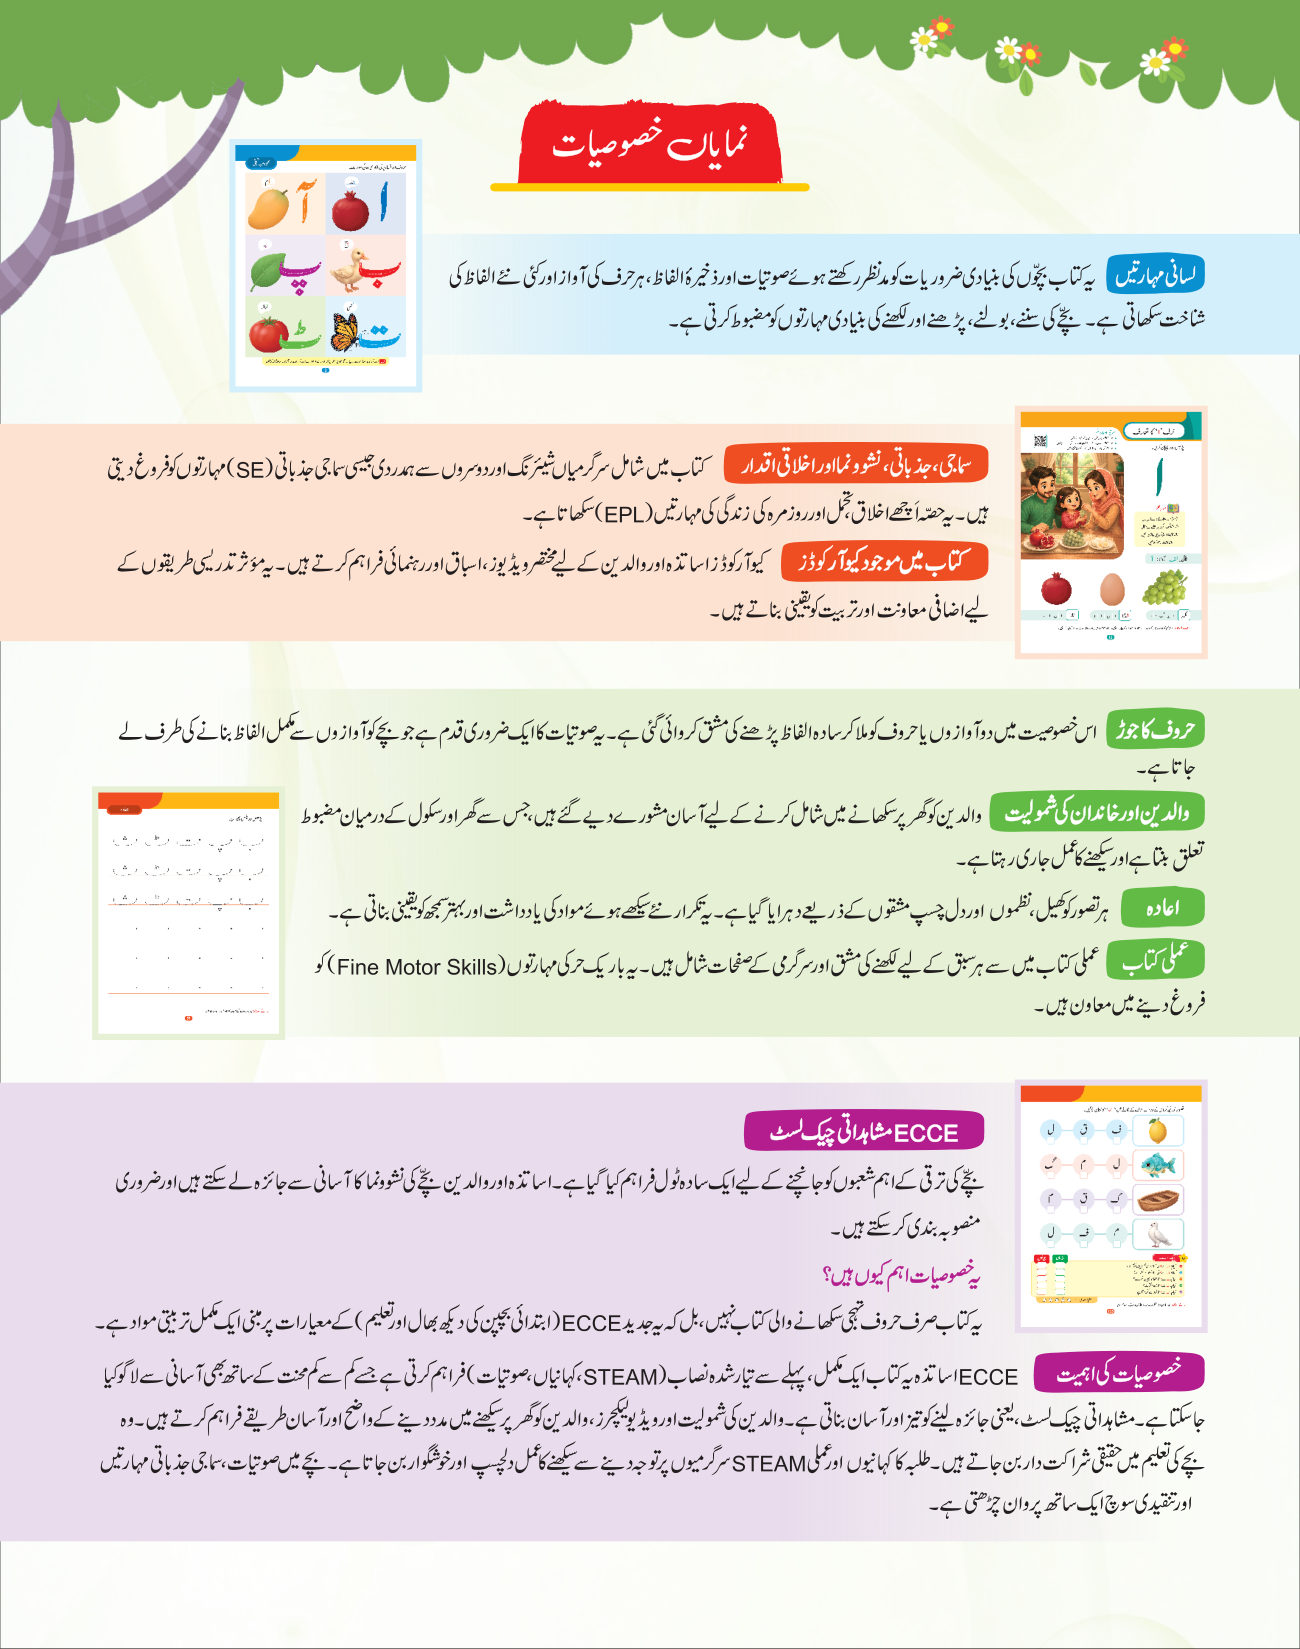 نمایاں خصوصیات
لسانی مہارتیں یہ کتاب بچّوں کی بنیادی ضروریات کو مدنظر رکھتے ہوئے صوتیات اور ذخیرۂ الفاظ، ہر حرف کی آواز اور کئی نئے الفاظ کی
شناخت سکھاتی ہے۔ بچّے کی سننے، بولنے، پڑھنے اور لکھنے کی بنیادی مہارتوں کو مضبوط کرتی ہے۔
ا آ
ب پ
ت ٹ
سماجی، جذباتی، نشوونما اور اخلاقی اقدار کتاب میں شامل سرگرمیاں شیئرنگ اور دوسروں سے ہمدردی جیسی سماجی جذباتی (SE) مہارتوں کو فروغ دیتی
ہیں۔ یہ حصّہ اچھے اخلاق، تحمل اور روزمرہ کی زندگی کی مہارتیں (EPL) سکھاتا ہے۔
کتاب میں موجود کیو آر کوڈز کیو آر کوڈز اساتذہ اور والدین کے لیے مختصر ویڈیوز، اسباق اور رہنمائی فراہم کرتے ہیں۔ یہ مؤثر تدریسی طریقوں کے
لیے اضافی معاونت اور تربیت کو یقینی بناتے ہیں۔
ا
حروف کا جوڑ اس خصوصیت میں دو آوازوں یا حروف کو ملا کر سادہ الفاظ پڑھنے کی مشق کروائی گئی ہے۔ یہ صوتیات کا ایک ضروری قدم ہے جو بچے کو آوازوں سے مکمل الفاظ بنانے کی طرف لے
جاتا ہے۔
والدین اور خاندان کی شمولیت والدین کو گھر پر سکھانے میں شامل کرنے کے لیے آسان مشورے دیے گئے ہیں، جس سے گھر اور سکول کے درمیان مضبوط
تعلق بنتا ہے اور سیکھنے کا عمل جاری رہتا ہے۔
اعادہ ہر تصور کو کھیل، نظموں اور دل چسپ مشقوں کے ذریعے دہرایا گیا ہے۔ یہ تکرار نئے سیکھے ہوئے مواد کی یادداشت اور بہتر سمجھ کو یقینی بناتی ہے۔
عملی کتاب عملی کتاب میں سے ہر سبق کے لیے لکھنے کی مشق اور سرگرمی کے صفحات شامل ہیں۔ یہ باریک حرکی مہارتوں (Fine Motor Skills) کو
فروغ دینے میں معاون ہیں۔
ECCE مشاہداتی چیک لسٹ
بچّے کی ترقی کے اہم شعبوں کو جانچنے کے لیے ایک سادہ ٹول فراہم کیا گیا ہے۔ اساتذہ اور والدین بچّے کی نشوونما کا آسانی سے جائزہ لے سکتے ہیں اور ضروری
منصوبہ بندی کر سکتے ہیں۔
یہ خصوصیات اہم کیوں ہیں؟
یہ کتاب صرف حروف تہجی سکھانے والی کتاب نہیں، بل کہ یہ جدید ECCE (ابتدائی بچپن کی دیکھ بھال اور تعلیم) کے معیارات پر مبنی ایک مکمل تربیتی مواد ہے۔
ف ق ل
ل م گ
ک ق م
م ف ل
خصوصیات کی اہمیت ECCE اساتذہ یہ کتاب ایک مکمل، پہلے سے تیار شدہ نصاب (STEAM، کہانیاں، صوتیات) فراہم کرتی ہے جسے کم سے کم محنت کے ساتھ بھی آسانی سے لاگو کیا
جا سکتا ہے۔ مشاہداتی چیک لسٹ، یعنی جائزہ لینے کو تیز اور آسان بناتی ہے۔ والدین کی شمولیت اور ویڈیو لیکچرز، والدین کو گھر پر سیکھنے میں مدد دینے کے واضح اور آسان طریقے فراہم کرتے ہیں۔ وہ
بچے کی تعلیم میں حقیقی شراکت دار بن جاتے ہیں۔ طلبہ کا کہانیوں اور عملی STEAM سرگرمیوں پر توجہ دینے سے سیکھنے کا عمل دلچسپ اور خوشگوار بن جاتا ہے۔ بچے میں صوتیات، سماجی جذباتی مہارتیں
اور تنقیدی سوچ ایک ساتھ پروان چڑھتی ہے۔